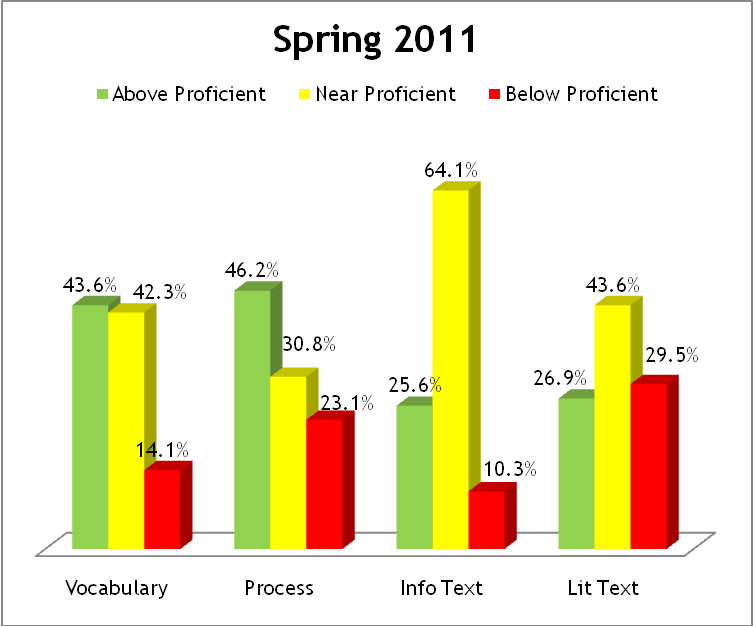 Spring 2011
Above Proficient Near Proficient Below Proficient
64.1%
43.6% 42.3% 46.2% 43.6%
30.8% 29.5%
25.6% 26.9%
23.1%
14.1% 10.3%
Vocabulary Process Info Text Lit Text